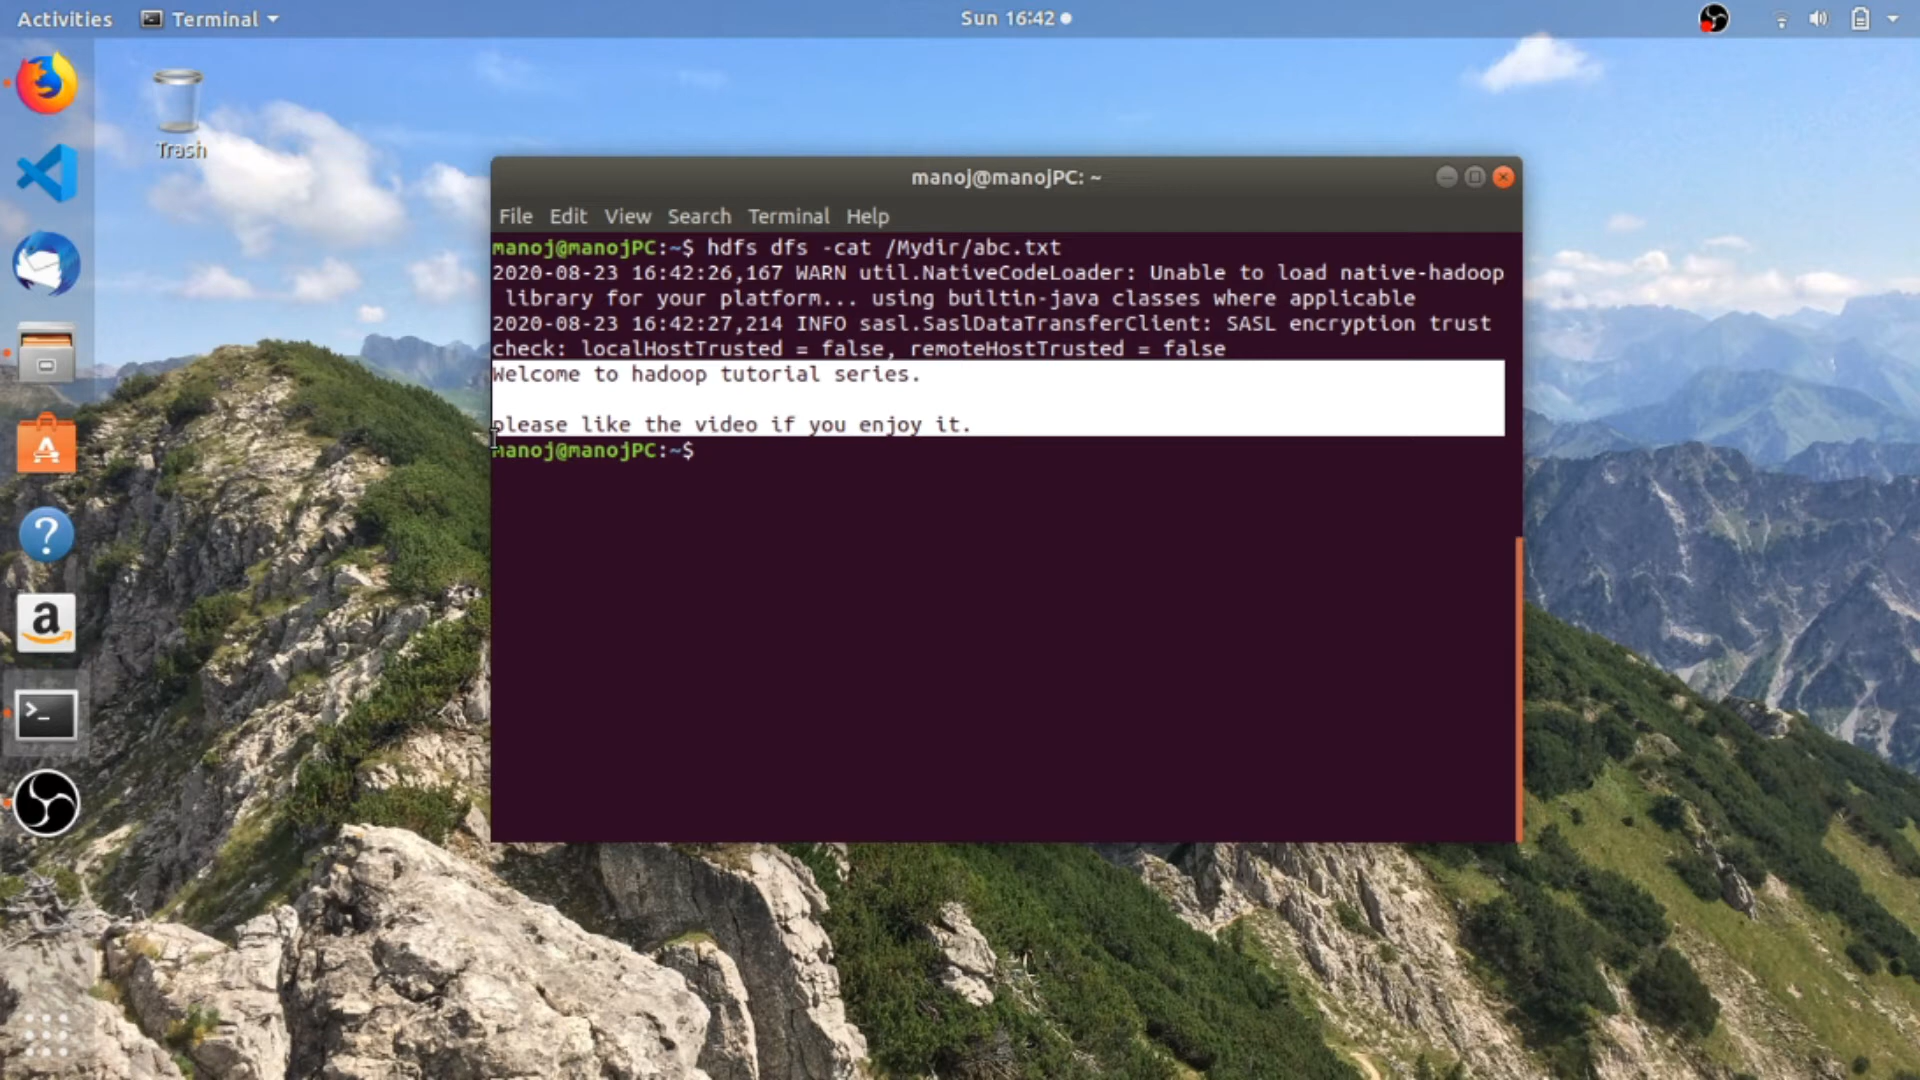 Activities
Terminal
Sun 16:42
Trash
manoj@manojPC: ~
File Edit View Search Terminal Help
manoj@manojPC:~$ hdfs dfs -cat /Mydir/abc.txt
2020-08-23 16:42:26,167 WARN util.NativeCodeLoader: Unable to load native-hadoop
library for your platform... using builtin-java classes where applicable
2020-08-23 16:42:27,214 INFO sasl.SaslDataTransferClient: SASL encryption trust
check: localHostTrusted = false, remoteHostTrusted = false
Welcome to hadoop tutorial series.
please like the video if you enjoy it.
manoj@manojPC:~$